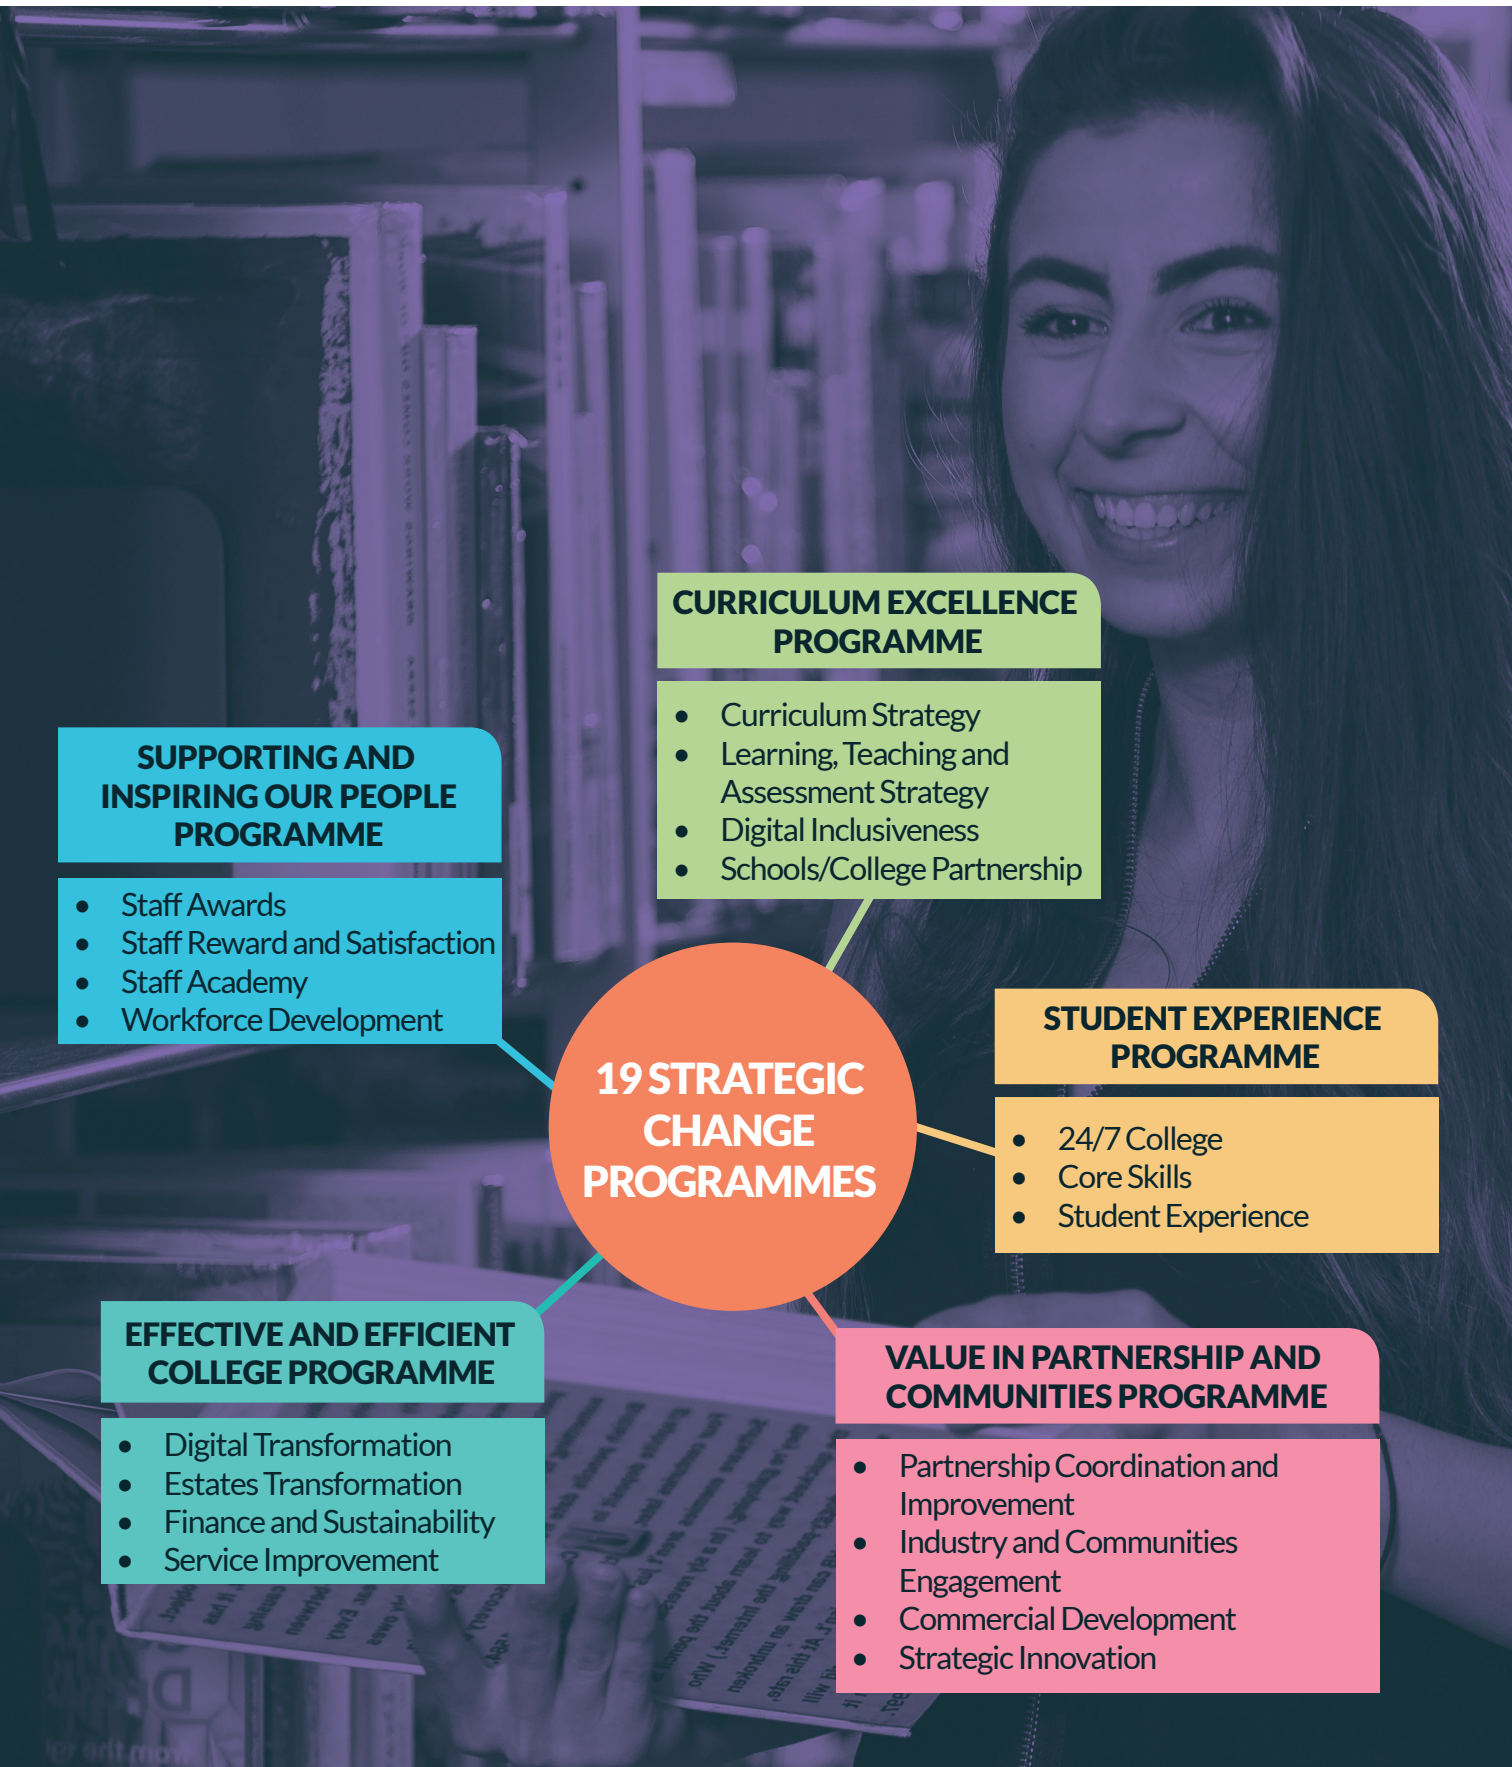 CURRICULUM EXCELLENCE
PROGRAMME
• Curriculum Strategy
• Learning, Teaching and
Assessment Strategy
• Digital Inclusiveness
• Schools/College Partnership
SUPPORTING AND
INSPIRING OUR PEOPLE
PROGRAMME
• Staff Awards
• Staff Reward and Satisfaction
• Staff Academy
• Workforce Development
19 STRATEGIC
CHANGE
PROGRAMMES
STUDENT EXPERIENCE
PROGRAMME
• 24/7 College
• Core Skills
• Student Experience
EFFECTIVE AND EFFICIENT
COLLEGE PROGRAMME
• Digital Transformation
• Estates Transformation
• Finance and Sustainability
• Service Improvement
VALUE IN PARTNERSHIP AND
COMMUNITIES PROGRAMME
• Partnership Coordination and
Improvement
• Industry and Communities
Engagement
• Commercial Development
• Strategic Innovation